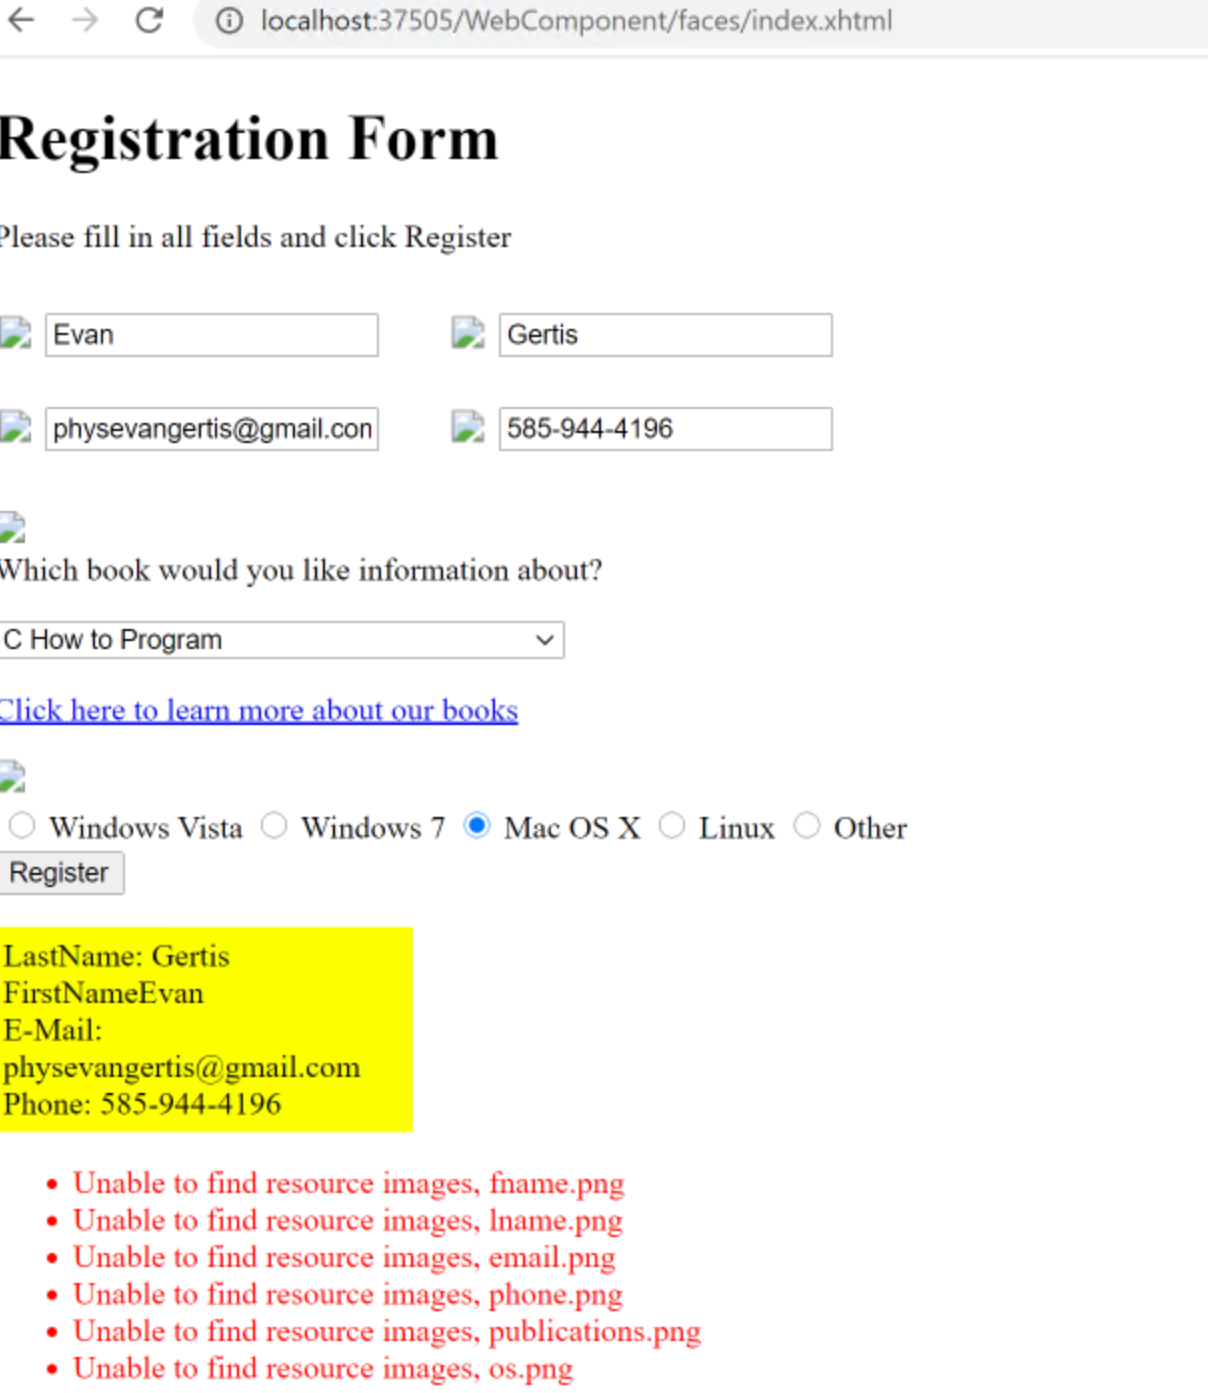 localhost:37505/WebComponent/faces/index.xhtml
Registration Form
Please fill in all fields and click Register
Evan Gertis
physevangertis@gmail.con 585-944-4196
Which book would you like information about?
C How to Program
Click here to learn more about our books
Windows Vista Windows 7 Mac OS X Linux Other
Register
LastName: Gertis
FirstNameEvan
E-Mail:
physevangertis@gmail.com
Phone: 585-944-4196
Unable to find resource images, fname.png
Unable to find resource images, lname.png
Unable to find resource images, email.png
Unable to find resource images, phone.png
Unable to find resource images, publications.png
Unable to find resource images, os.png